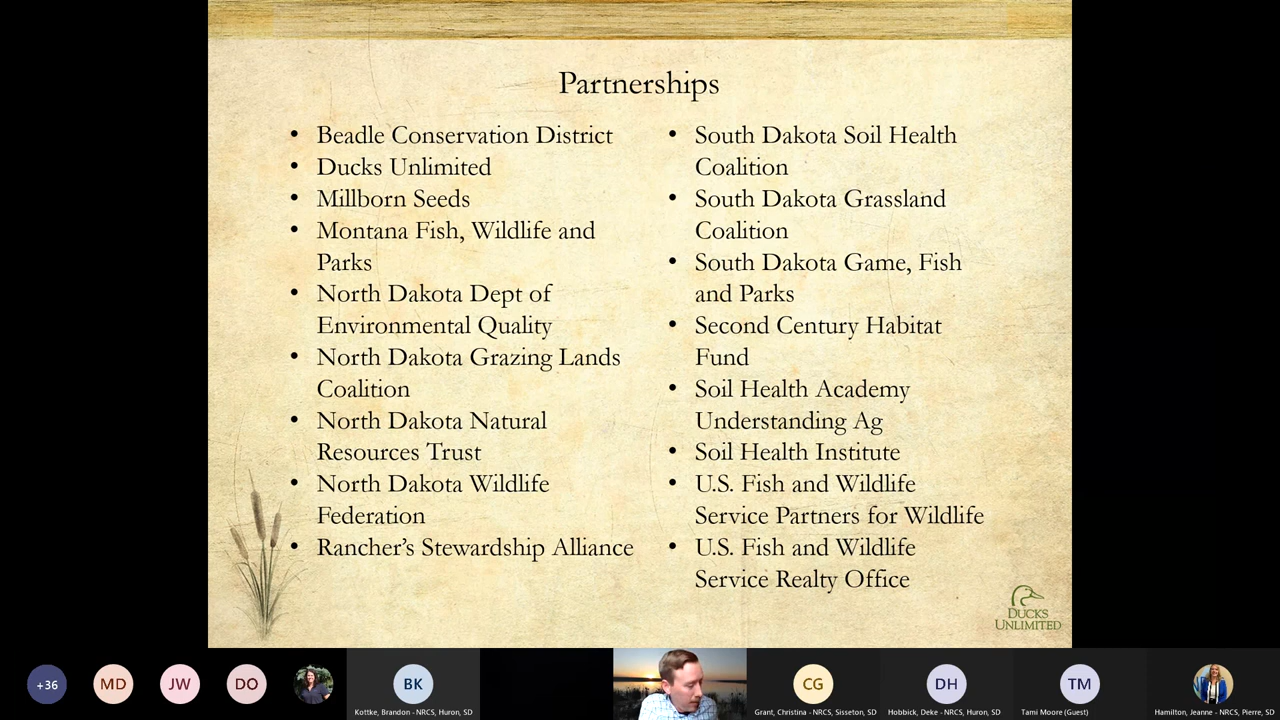 Partnerships
• Beadle Conservation District
• Ducks Unlimited
• Millborn Seeds
• Montana Fish, Wildlife and
Parks
• North Dakota Dept of
Environmental Quality
• North Dakota Grazing Lands
Coalition
• North Dakota Natural
Resources Trust
• North Dakota Wildlife
Federation
• Rancher’s Stewardship Alliance
• South Dakota Soil Health
Coalition
• South Dakota Grassland
Coalition
• South Dakota Game, Fish
and Parks
• Second Century Habitat
Fund
• Soil Health Academy
Understanding Ag
• Soil Health Institute
• U.S. Fish and Wildlife
Service Partners for Wildlife
• U.S. Fish and Wildlife
Service Realty Office
DUCKS
UNLIMITED
+36
MD
JW
DO
BK
Kottke, Brandon - NRCS, Huron, SD
CG
Grant, Christina - NRCS, Sisseton, SD
DH
Hobbick, Deke - NRCS, Huron, SD
TM
Tami Moore (Guest)
Hamilton, Jeanne - NRCS, Pierre, SD